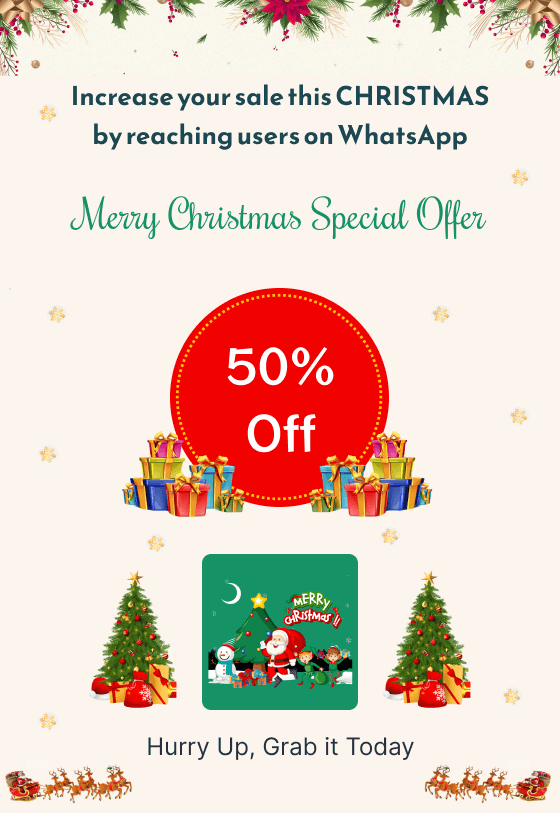 Increase your sale this CHRISTMAS
by reaching users on WhatsApp
Merry Christmas Special Offer
50%
Off
MERRY
CHRiSTMAS !!
Hurry Up, Grab it Today